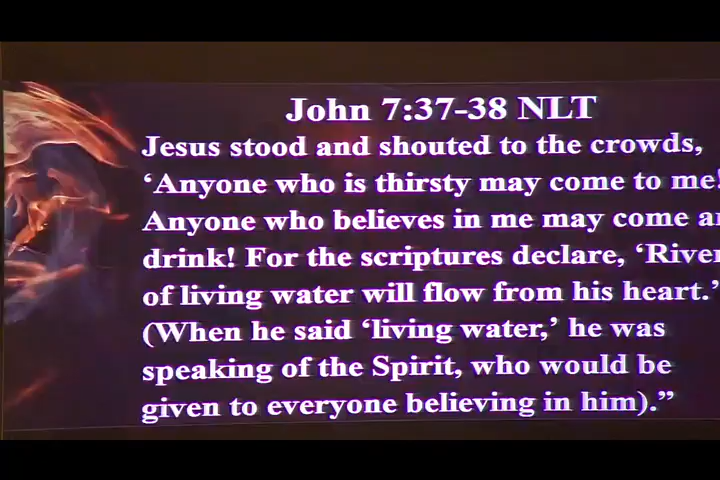 John 7:37-38 NLT
Jesus stood and shouted to the crowds,
‘Anyone who is thirsty may come to me!
Anyone who believes in me may come
drink! For the scriptures declare,
of living water will flow from his heart.’
(When he said ‘living water,’ he was
speaking of the Spirit, who would be
given to everyone believing in him).”